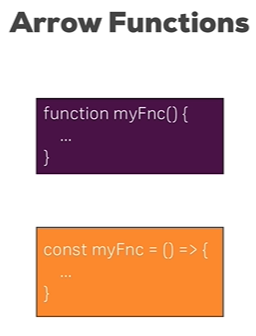 Arrow Functions
function myFnc() {
...
}
const myFnc = () => {
...
}